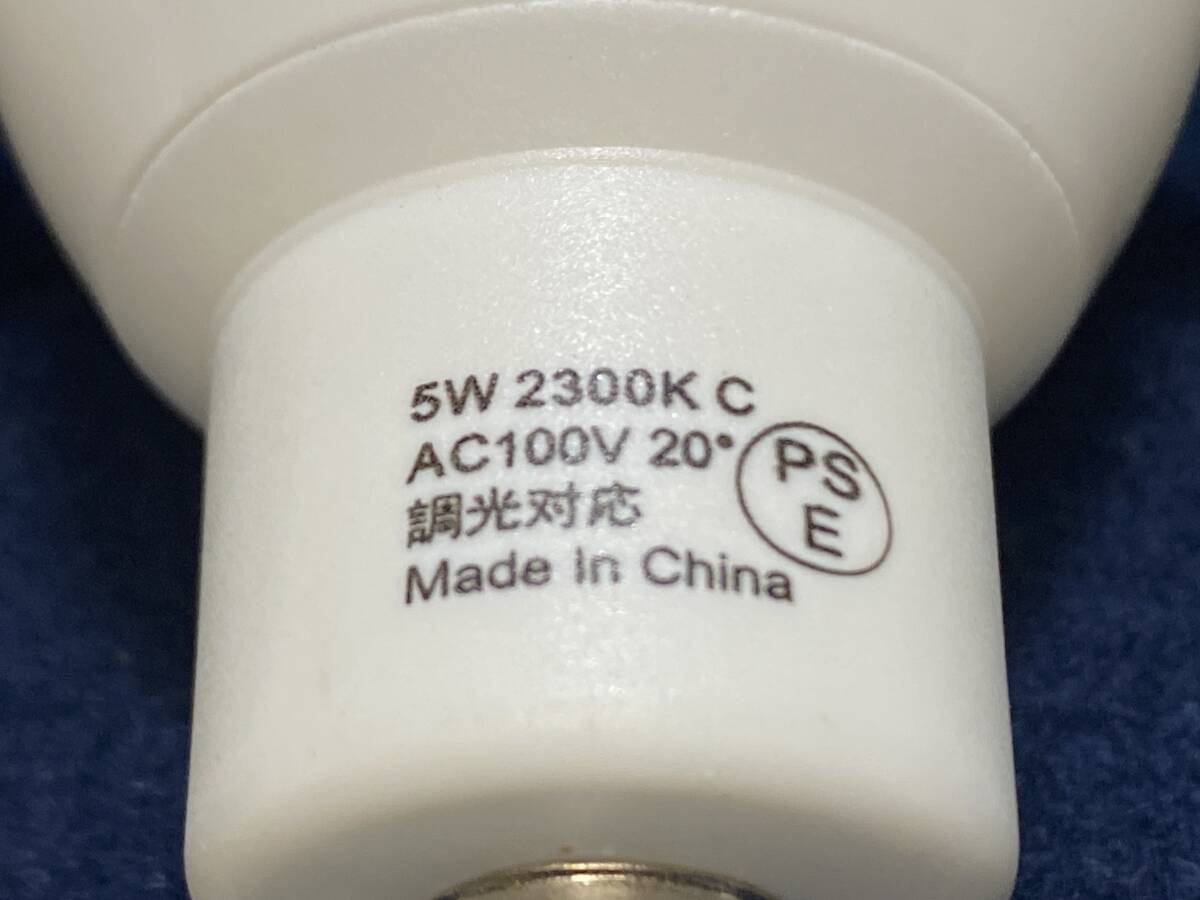 5W 2300K C
AC100V 20°
調光対応
Made In China
PS
E